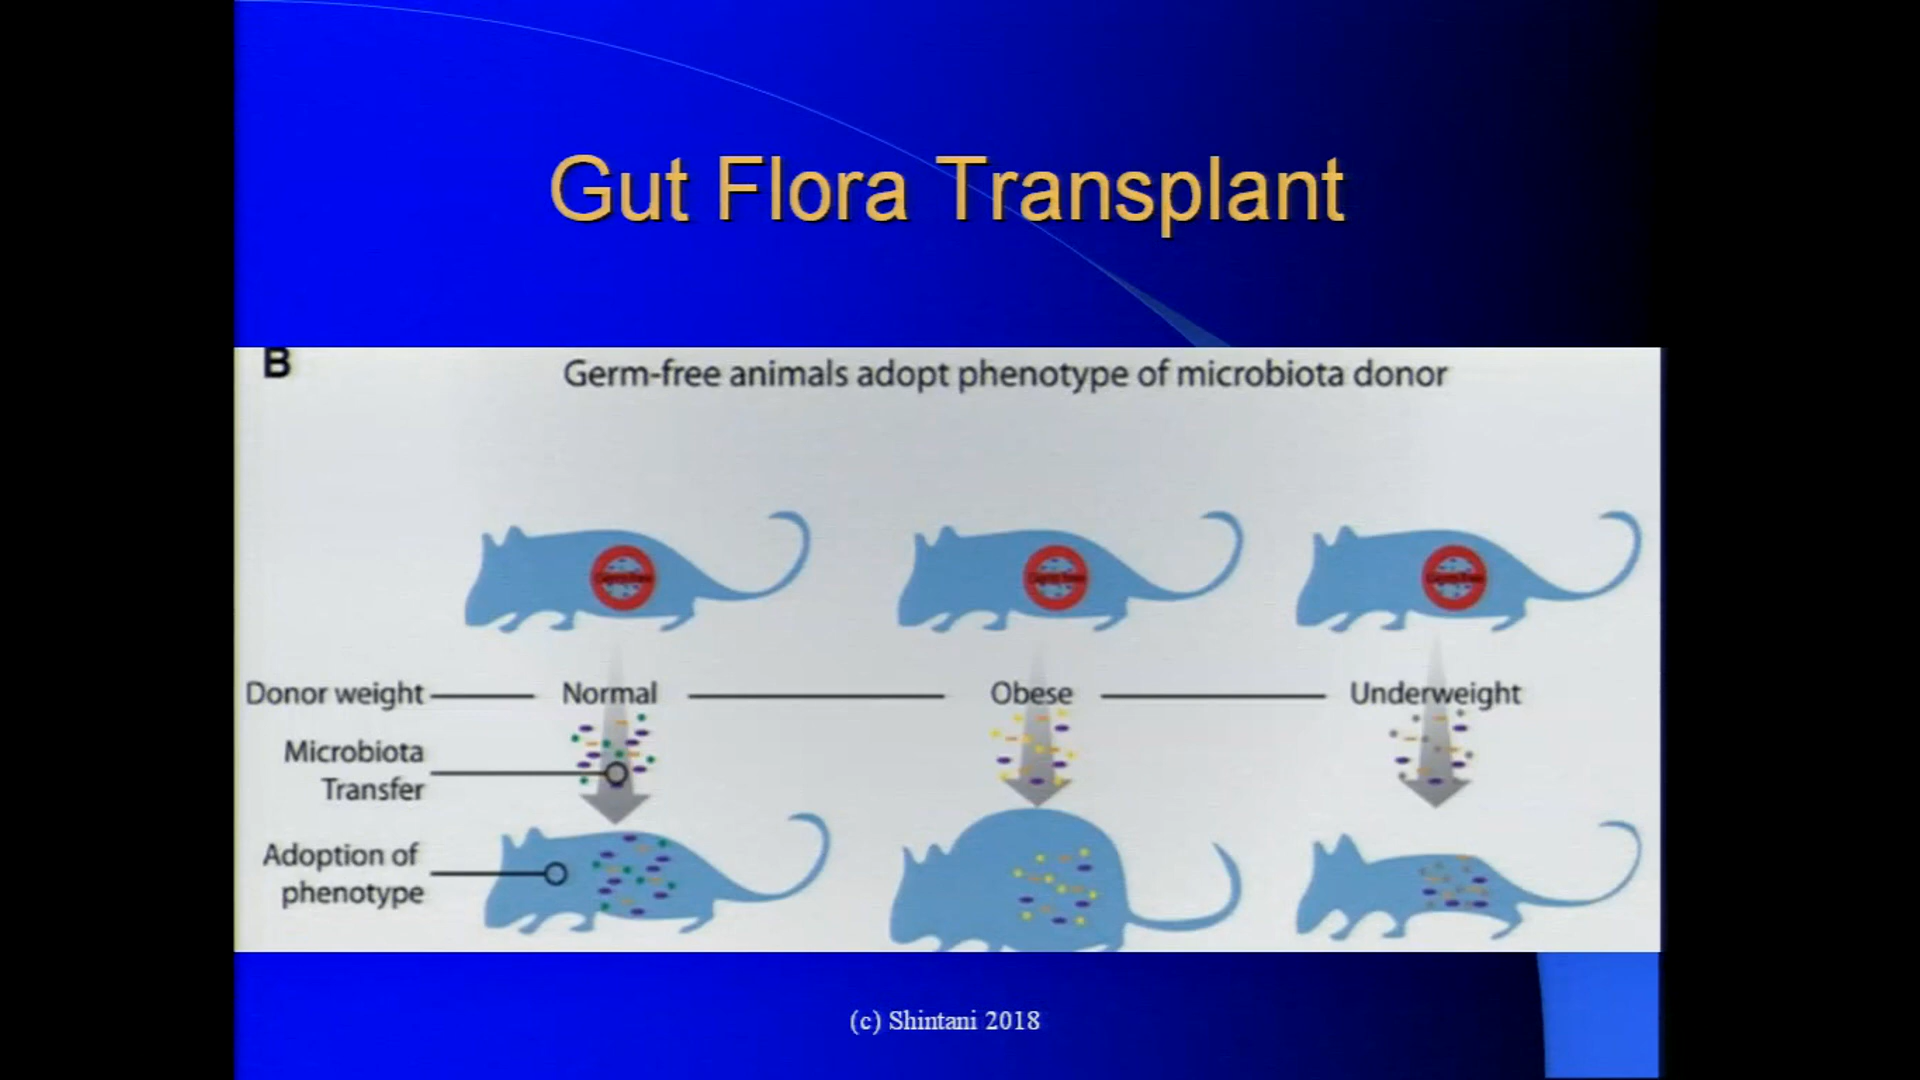 Gut Flora Transplant
B
Germ-free animals adopt phenotype of microbiota donor
Donor weight
Normal
Obese
Underweight
Microbiota
Transfer
Adoption of
phenotype
(c) Shintani 2018